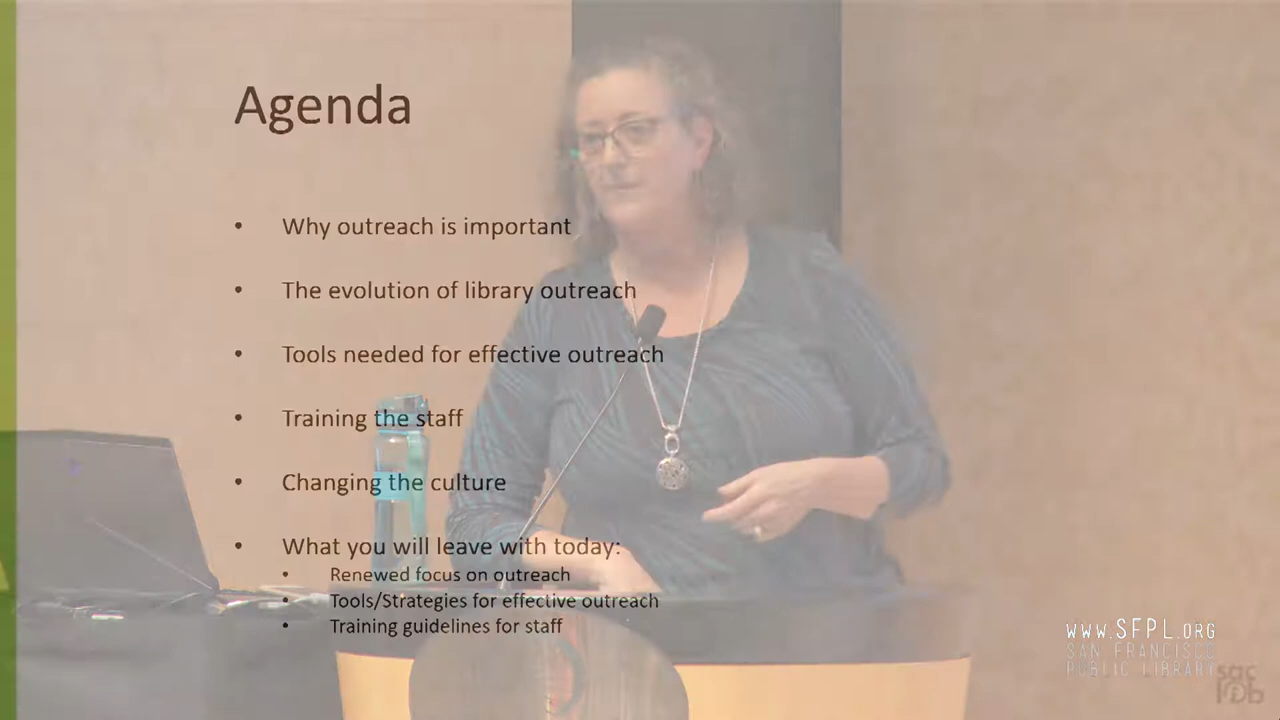 Agenda
• Why outreach is important
• The evolution of library outreach
• Tools needed for effective outreach
• Training the staff
• Changing the culture
• What you will leave with today:
• Renewed focus on outreach
• Tools/Strategies for effective outreach
• Training guidelines for staff
WWW.SFPL.ORG
SAN FRANCISCO
PUBLIC LIBRARY
sac
lib